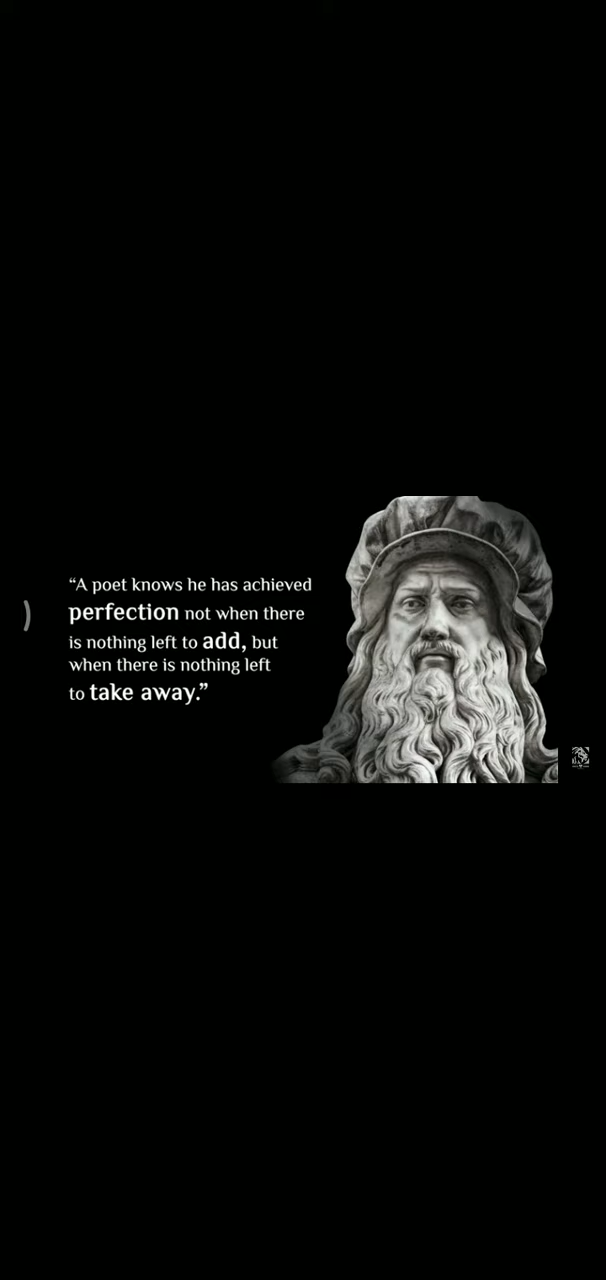 “A poet knows he has achieved
perfection not when there
is nothing left to add, but
when there is nothing left
to take away.”